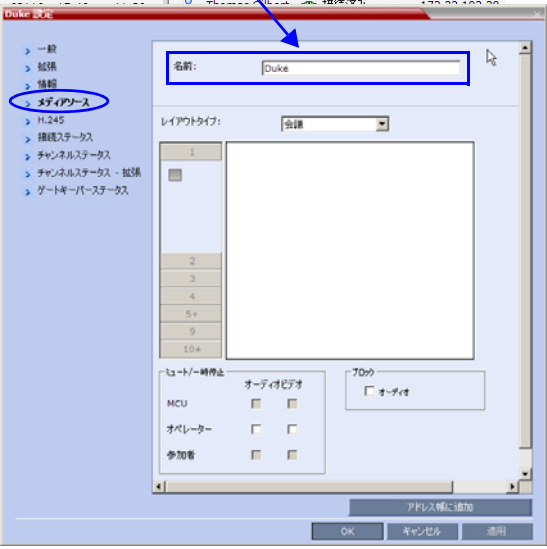 Duke 設定
一般
拡張
情報
メディアソース
H.245
接続ステータス
チャンネルステータス
チャンネルステータス - 拡張
ゲートキーパーステータス
名前: Duke
レイアウトタイプ: 会議
1
2
3
4
5+
9
10+
ミュート/一時停止
オーディオ ビデオ
MCU
オペレーター
参加者
ブロック
オーディオ
アドレス帳に追加
OK キャンセル 適用